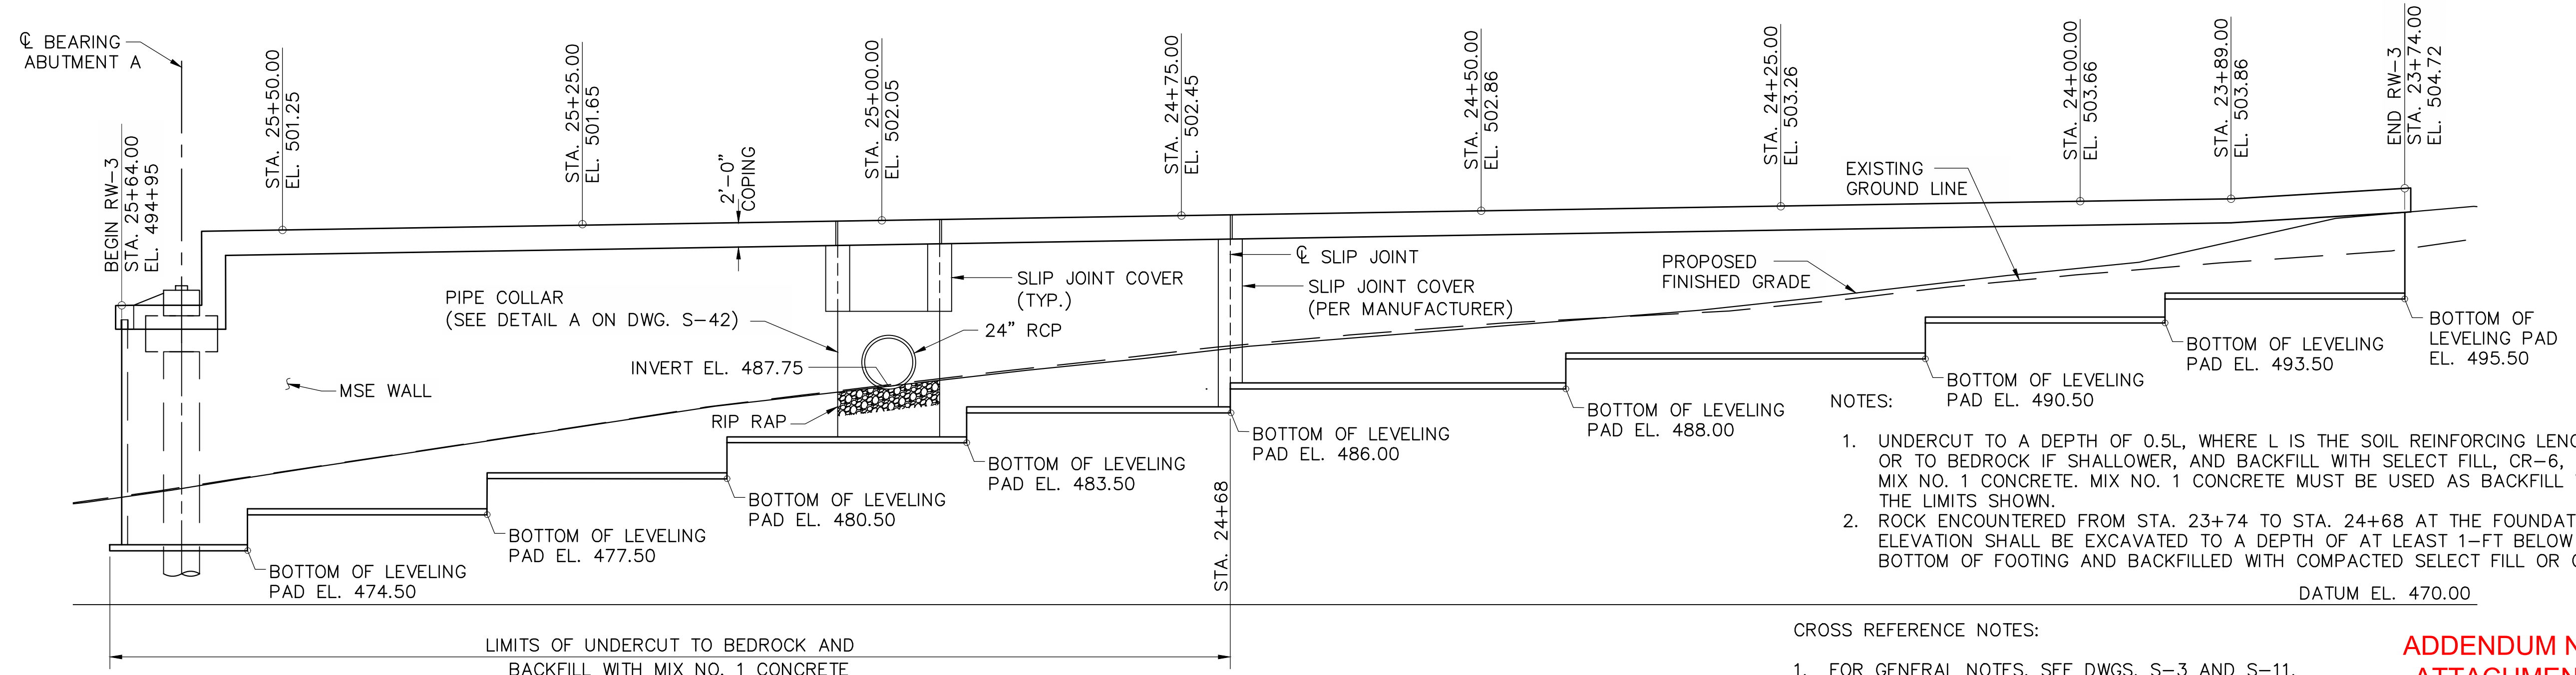 ℄ BEARING
ABUTMENT A
BEGIN RW-3
STA. 25+64.00
EL. 494+95
STA. 25+50.00
EL. 501.25
STA. 25+25.00
EL. 501.65
2'-0"
COPING
STA. 25+00.00
EL. 502.05
STA. 24+75.00
EL. 502.45
STA. 24+50.00
EL. 502.86
STA. 24+25.00
EL. 503.26
STA. 24+00.00
EL. 503.66
STA. 23+89.00
EL. 503.86
END RW-3
STA. 23+74.00
EL. 504.72
EXISTING
GROUND LINE
PROPOSED
FINISHED GRADE
℄ SLIP JOINT
SLIP JOINT COVER
(PER MANUFACTURER)
SLIP JOINT COVER
(TYP.)
PIPE COLLAR
(SEE DETAIL A ON DWG. S-42)
24" RCP
INVERT EL. 487.75
MSE WALL
RIP RAP
BOTTOM OF LEVELING
PAD EL. 474.50
BOTTOM OF LEVELING
PAD EL. 477.50
BOTTOM OF LEVELING
PAD EL. 480.50
BOTTOM OF LEVELING
PAD EL. 483.50
BOTTOM OF LEVELING
PAD EL. 486.00
BOTTOM OF LEVELING
PAD EL. 488.00
BOTTOM OF LEVELING
PAD EL. 490.50
BOTTOM OF LEVELING
PAD EL. 493.50
BOTTOM OF
LEVELING PAD
EL. 495.50
STA. 24+68
NOTES:
1. UNDERCUT TO A DEPTH OF 0.5L, WHERE L IS THE SOIL REINFORCING
OR TO BEDROCK IF SHALLOWER, AND BACKFILL WITH SELECT FILL, CR-6,
MIX NO. 1 CONCRETE. MIX NO. 1 CONCRETE MUST BE USED AS BACKFILL
THE LIMITS SHOWN.
2. ROCK ENCOUNTERED FROM STA. 23+74 TO STA. 24+68 AT THE
ELEVATION SHALL BE EXCAVATED TO A DEPTH OF AT LEAST 1-FT BELOW
BOTTOM OF FOOTING AND BACKFILLED WITH COMPACTED SELECT FILL OR
DATUM EL. 470.00
LIMITS OF UNDERCUT TO BEDROCK AND
BACKFILL WITH MIX NO. 1 CONCRETE
CROSS REFERENCE NOTES:
1. FOR GENERAL NOTES, SEE DWGS. S-3 AND S-11.
ADDENDUM